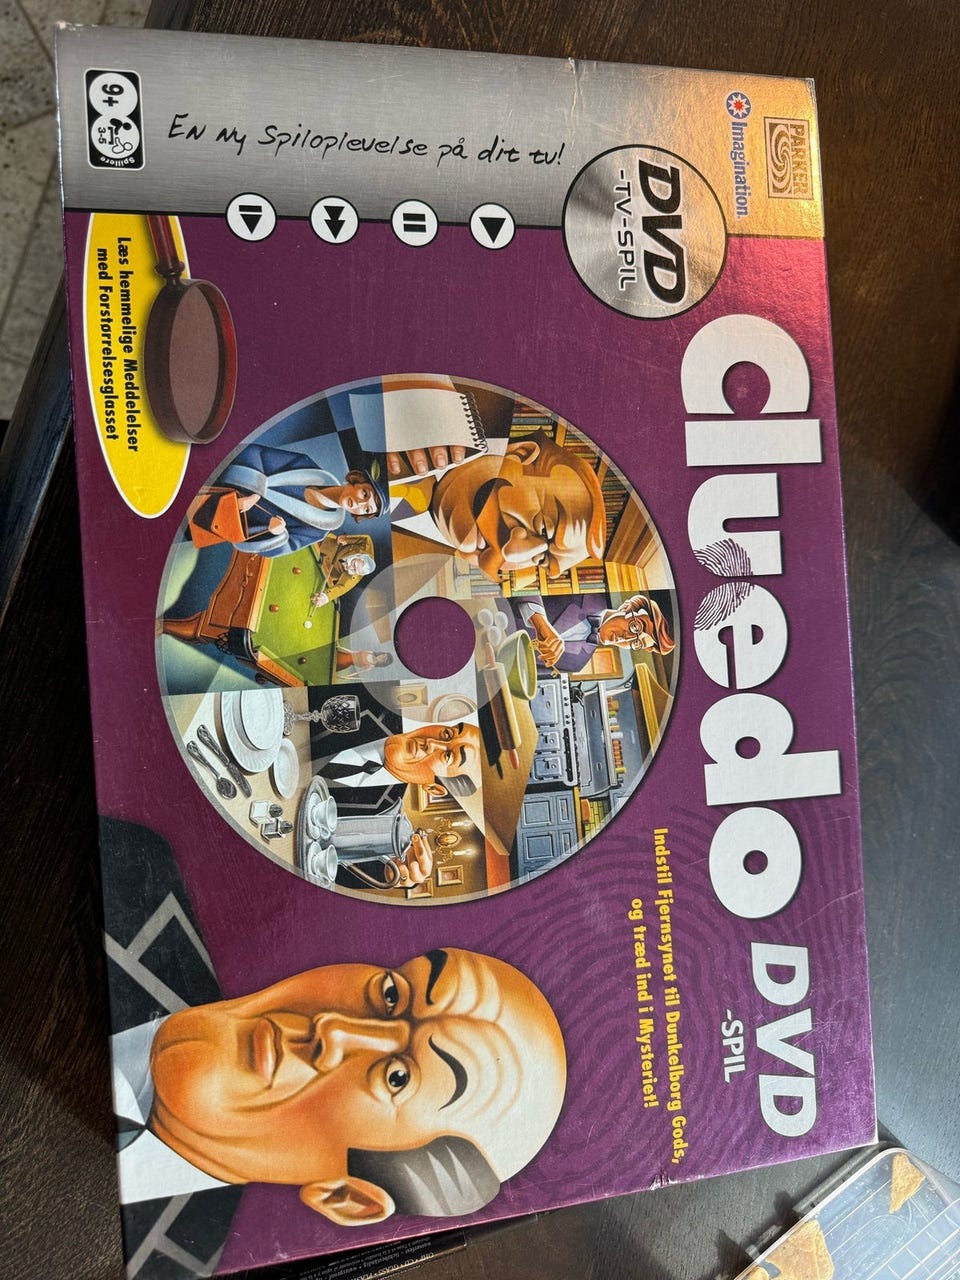 PARKER
Imagination
DVD
-TV-SPIL
En ny Spiloplevelse på dit tv!
9+
3-5
Spillere
Cluedo DVD
-SPIL
Indstil Fjernsynet til Dunkelborg Gods,
og træd ind i Mysteriet!
Læs hemmelige Meddelelser
med Forstørrelsesglasset